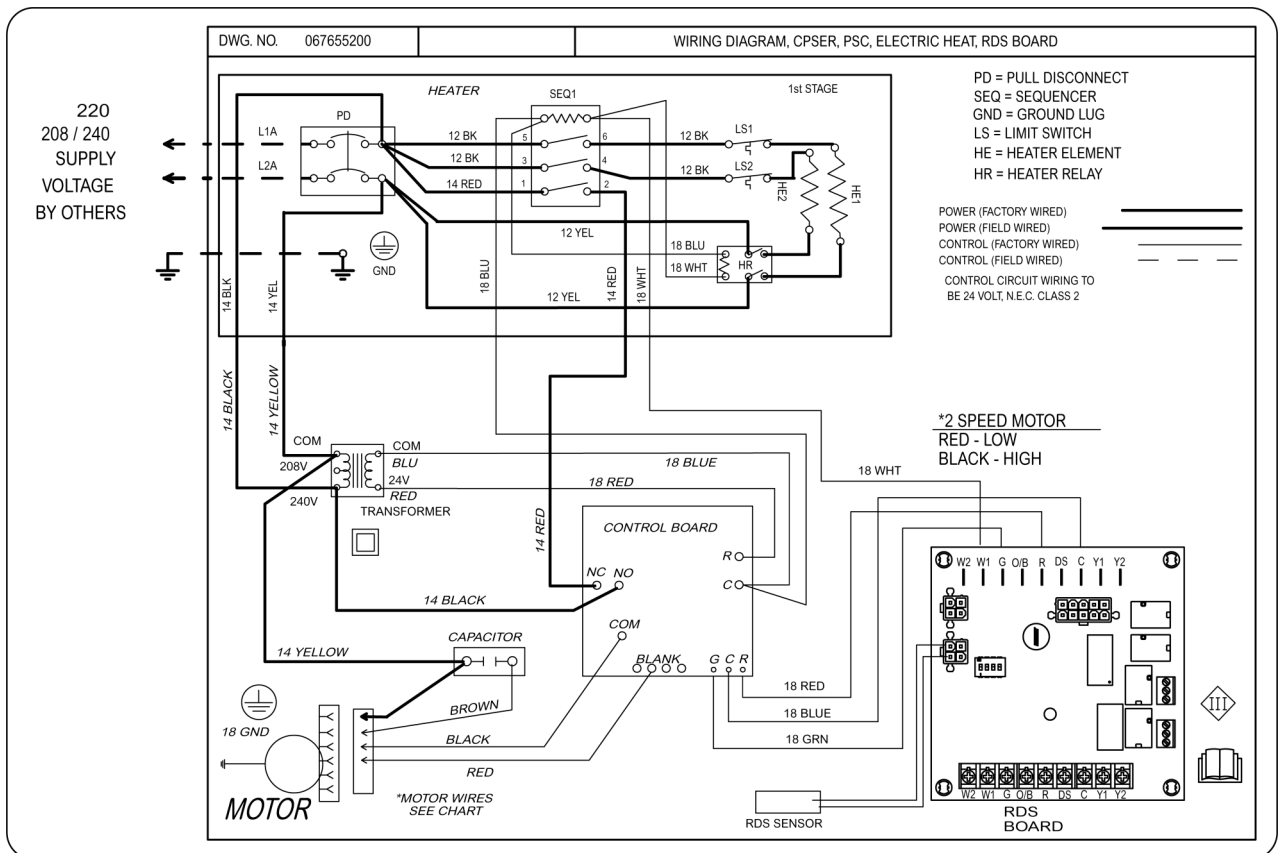 DWG. NO. 067655200
WIRING DIAGRAM, CPSER, PSC, ELECTRIC HEAT, RDS BOARD
220
208 / 240
SUPPLY
VOLTAGE
BY OTHERS
L1A
L2A
PD
HEATER
SEQ1
1st STAGE
12 BK
12 BK
14 RED
5
6
3
4
1
2
12 BK
12 BK
LS1
LS2
HE2
HE1
12 YEL
12 YEL
18 BLU
18 WHT
HR
GND
14 BLK
14 YEL
18 BLU
14 RED
18 WHT
PD = PULL DISCONNECT
SEQ = SEQUENCER
GND = GROUND LUG
LS = LIMIT SWITCH
HE = HEATER ELEMENT
HR = HEATER RELAY
POWER (FACTORY WIRED)
POWER (FIELD WIRED)
CONTROL (FACTORY WIRED)
CONTROL (FIELD WIRED)
CONTROL CIRCUIT WIRING TO
BE 24 VOLT, N.E.C. CLASS 2
14 BLACK
14 YELLOW
COM
208V
240V
COM
BLU
24V
RED
TRANSFORMER
18 BLUE
18 RED
18 WHT
*2 SPEED MOTOR
RED - LOW
BLACK - HIGH
14 RED
CONTROL BOARD
R
C
NC NO
COM
BLANK
G C R
14 BLACK
14 YELLOW
CAPACITOR
BROWN
BLACK
RED
18 GND
MOTOR
*MOTOR WIRES
SEE CHART
18 RED
18 BLUE
18 GRN
RDS SENSOR
W2 W1 G O/B R DS C Y1 Y2
W2 W1 G O/B R DS C Y1 Y2
RDS
BOARD
III